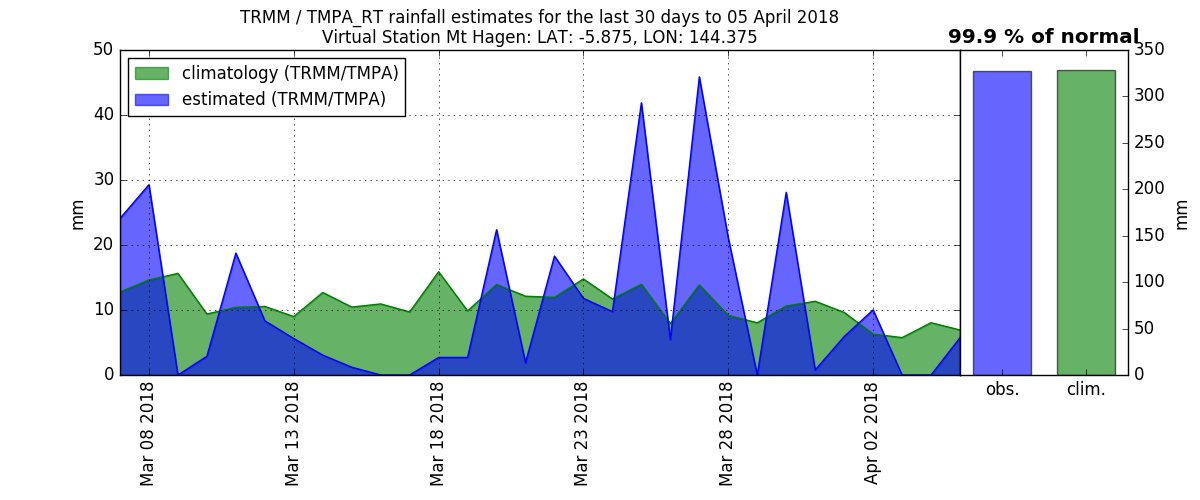 TRMM / TMPA_RT rainfall estimates for the last 30 days to 05 April 2018
Virtual Station Mt Hagen: LAT: -5.875, LON: 144.375
99.9 % of normal
climatology (TRMM/TMPA)
estimated (TRMM/TMPA)
mm
50
40
30
20
10
0
Mar 08 2018
Mar 13 2018
Mar 18 2018
Mar 23 2018
Mar 28 2018
Apr 02 2018
obs.
clim.
350
300
250
200
150
100
50
0
mm